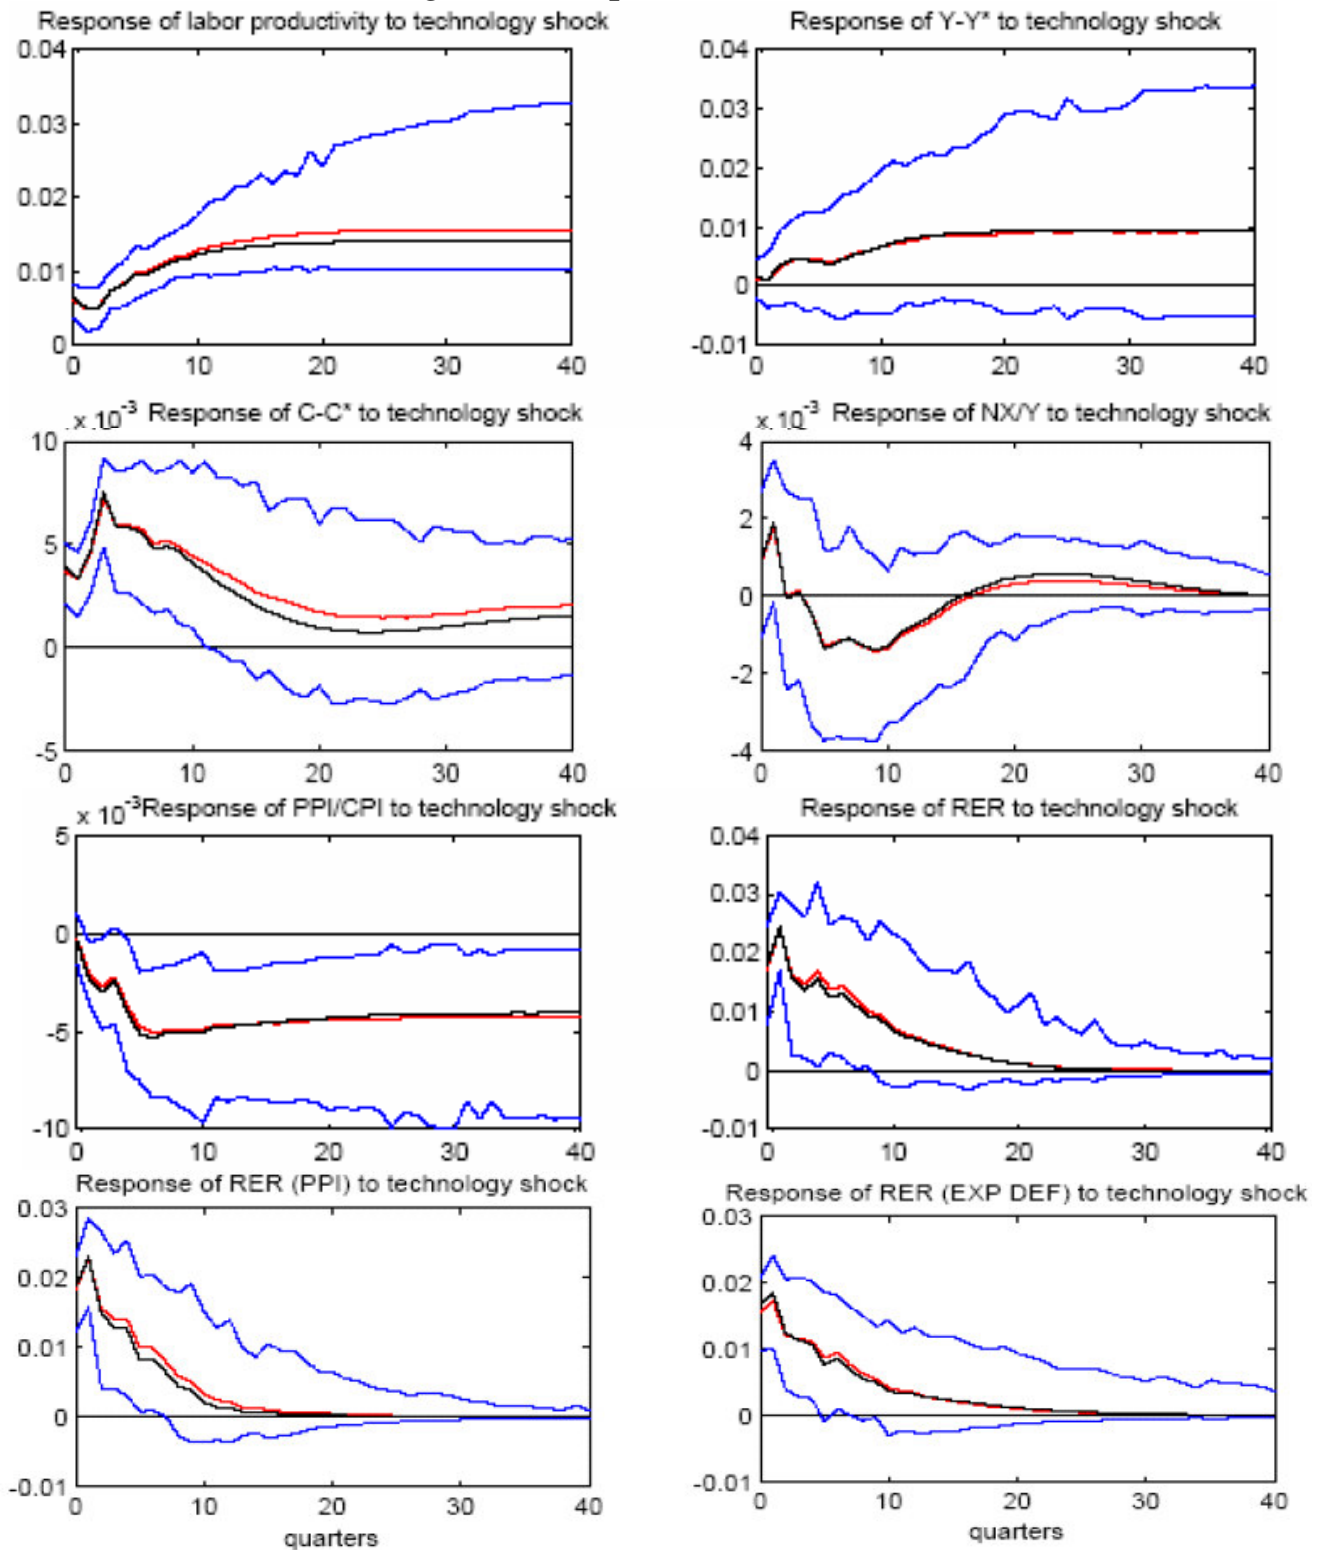 Response of labor productivity to technology shock
0.04
0.03
0.02
0.01
0
0 10 20 30 40
Response of Y-Y* to technology shock
0.04
0.03
0.02
0.01
0
-0.01
0 10 20 30 40
x 10-3 Response of C-C* to technology shock
10
5
0
-5
0 10 20 30 40
x 10-3 Response of NX/Y to technology shock
4
2
0
-2
-4
0 10 20 30 40
x 10-3 Response of PPI/CPI to technology shock
5
0
-5
-10
0 10 20 30 40
Response of RER to technology shock
0.04
0.03
0.02
0.01
0
-0.01
0 10 20 30 40
Response of RER (PPI) to technology shock
0.03
0.02
0.01
0
-0.01
0 10 20 30 40
quarters
Response of RER (EXP DEF) to technology shock
0.03
0.02
0.01
0
-0.01
0 10 20 30 40
quarters